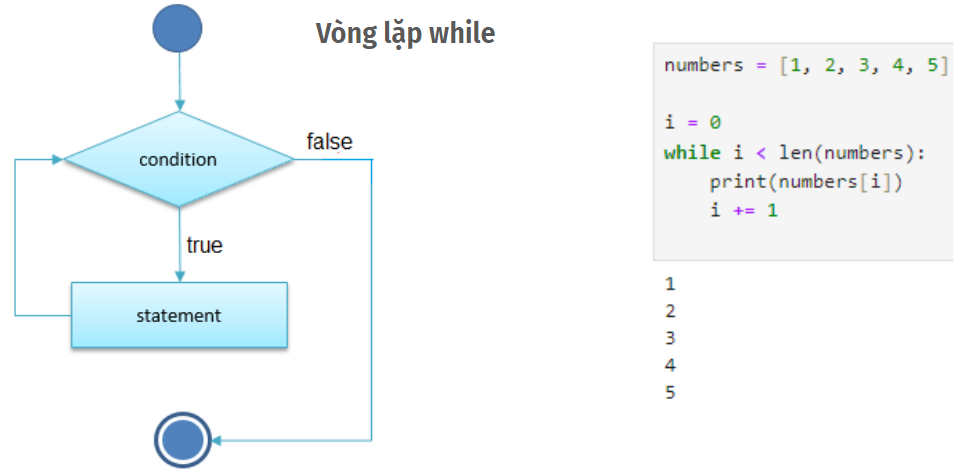 Vòng lặp while
condition
false
true
statement
numbers = [1, 2, 3, 4, 5]
i = 0
while i < len(numbers):
    print(numbers[i])
    i += 1
1
2
3
4
5